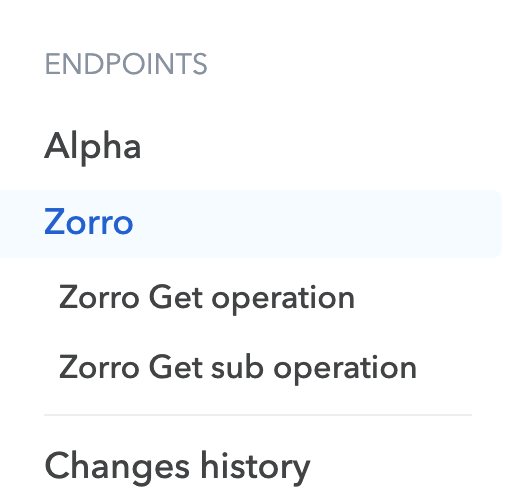 ENDPOINTS
Alpha
Zorro
Zorro Get operation
Zorro Get sub operation
Changes history